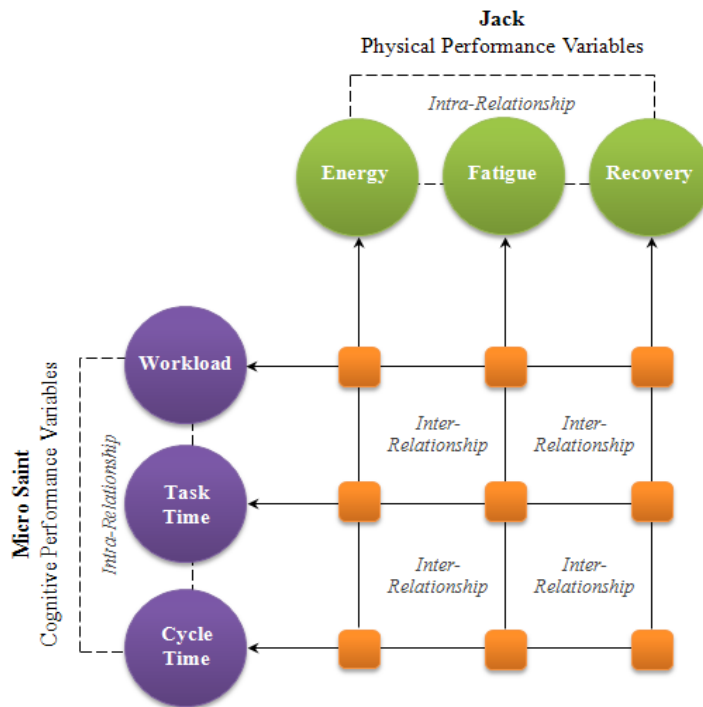 Jack
Physical Performance Variables
Intra-Relationship
Energy
Fatigue
Recovery
Micro Saint
Cognitive Performance Variables
Intra-Relationship
Workload
Task
Time
Cycle
Time
Inter-
Relationship
Inter-
Relationship
Inter-
Relationship
Inter-
Relationship